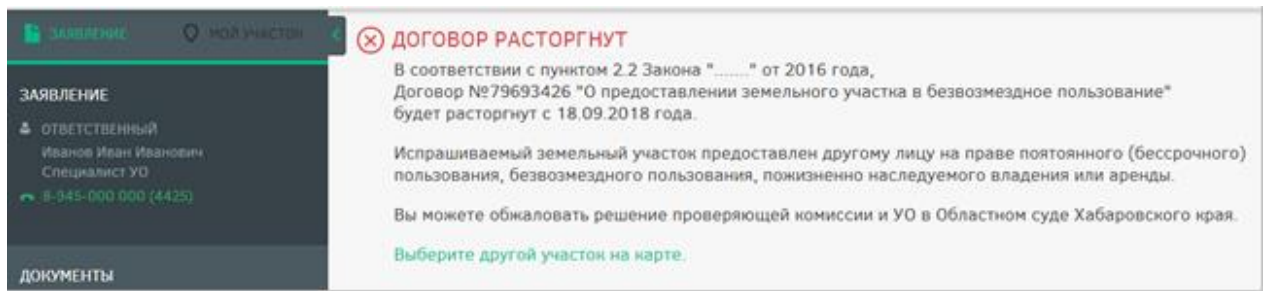 ЗАЯВЛЕНИЕ
МОЙ УЧАСТОК
ЗАЯВЛЕНИЕ
ОТВЕТСТВЕННЫЙ
Иванов Иван Иванович
Специалист УО
8-945-000 000 (4425)
ДОКУМЕНТЫ
ДОГОВОР РАСТОРГНУТ
В соответствии с пунктом 2.2 Закона "......." от 2016 года,
Договор №79693426 "О предоставлении земельного участка в безвозмездное пользование"
будет расторгнут с 18.09.2018 года.
Испрашиваемый земельный участок предоставлен другому лицу на праве поятоянного (бессрочного)
пользования, безвозмездного пользования, пожизненно наследуемого владения или аренды.
Вы можете обжаловать решение проверяющей комиссии и УО в Областном суде Хабаровского края.
Выберите другой участок на карте.